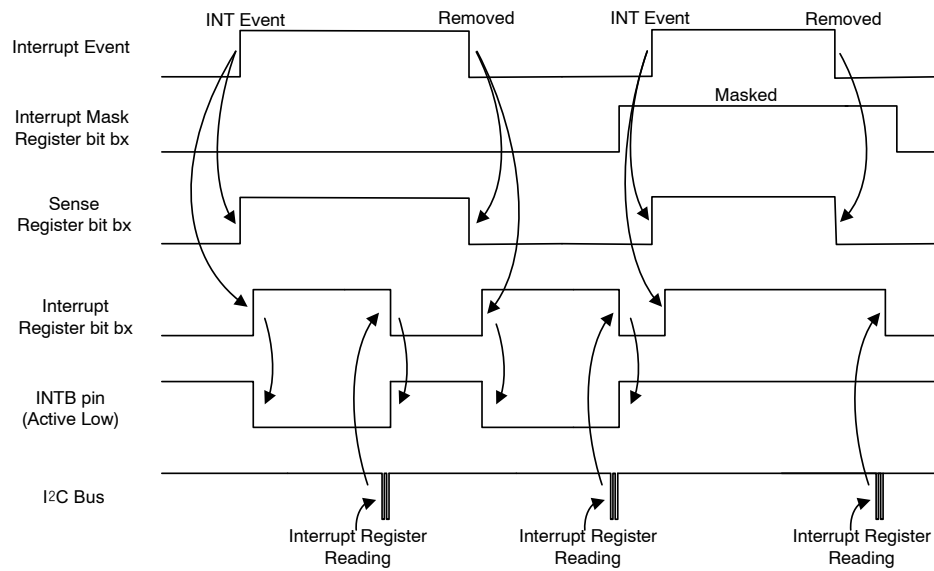 INT Event
Removed
INT Event
Removed
Interrupt Event
Interrupt Mask
Register bit bx
Masked
Sense
Register bit bx
Interrupt
Register bit bx
INTB pin
(Active Low)
I2C Bus
Interrupt Register
Reading
Interrupt Register
Reading
Interrupt Register
Reading